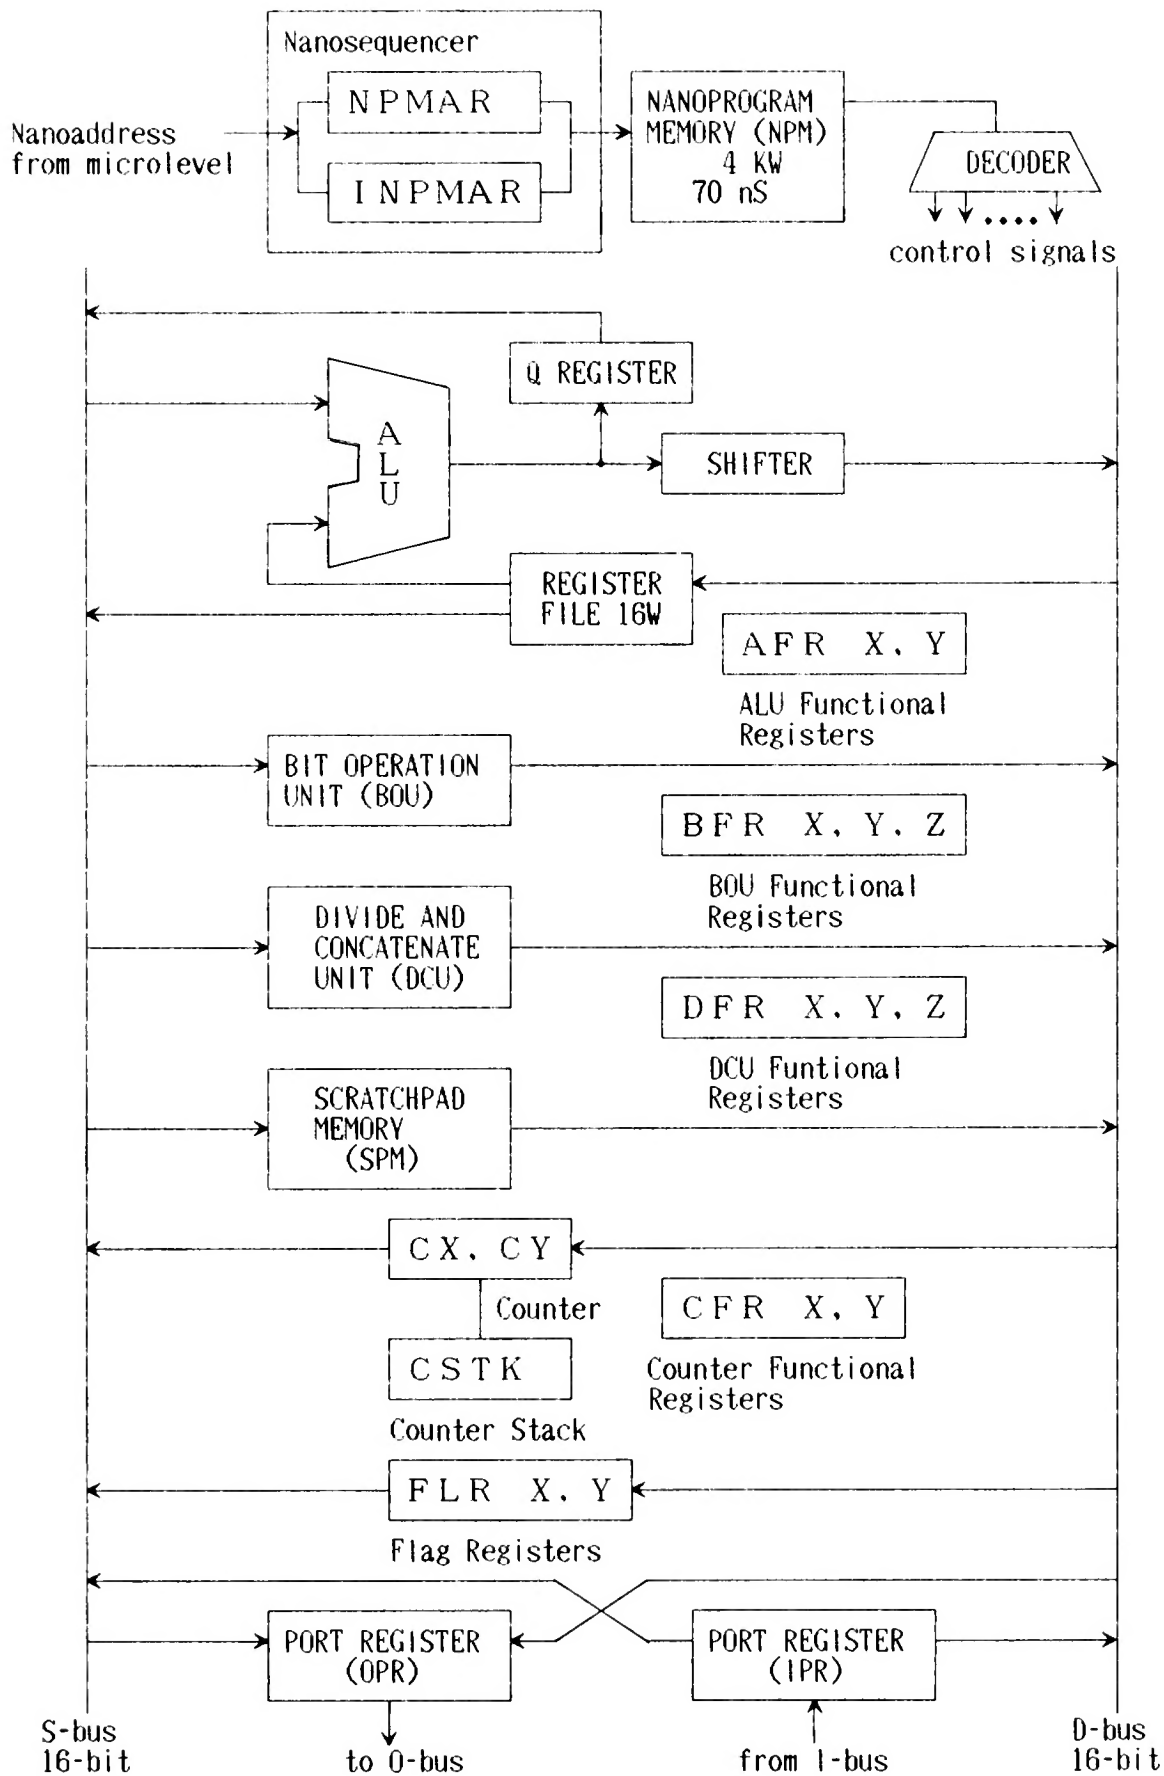 Nanosequencer
NPMAR
INPMAR
Nanoaddress
from microlevel
NANOPROGRAM
MEMORY (NPM)
4 KW
70 nS
DECODER
control signals
Q REGISTER
A
L
U
SHIFTER
REGISTER
FILE 16W
AFR X, Y
ALU Functional
Registers
BIT OPERATION
UNIT (BOU)
BFR X, Y, Z
BOU Functional
Registers
DIVIDE AND
CONCATENATE
UNIT (DCU)
DFR X, Y, Z
DCU Funtional
Registers
SCRATCHPAD
MEMORY
(SPM)
CX, CY
Counter
CFR X, Y
CSTK
Counter Functional
Registers
Counter Stack
FLR X, Y
Flag Registers
PORT REGISTER
(OPR)
PORT REGISTER
(IPR)
S-bus
16-bit
to O-bus
from I-bus
D-bus
16-bit